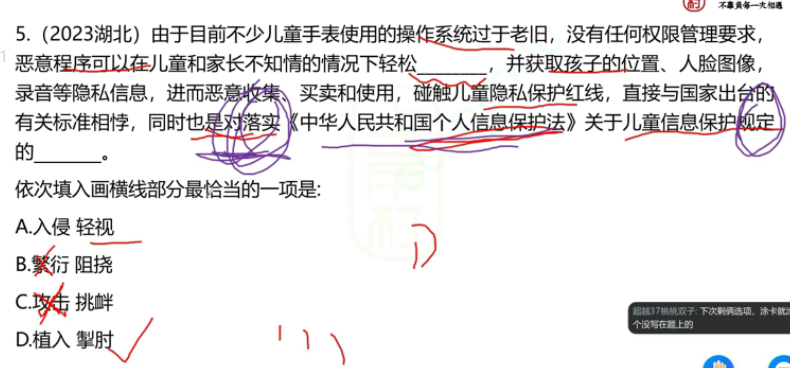 不辜负每一次相遇
5.（2023湖北）由于目前不少儿童手表使用的操作系统过于老旧，没有任何权限管理要求，
恶意程序可以在儿童和家长不知情的情况下轻松________，并获取孩子的位置、人脸图像，
录音等隐私信息，进而恶意收集、买卖和使用，碰触儿童隐私保护红线，直接与国家出台的
有关标准相悖，同时也是对落实《中华人民共和国个人信息保护法》关于儿童信息保护规定
的________。
依次填入画横线部分最恰当的一项是:
A.入侵 轻视
B.繁衍 阻挠
C.攻击 挑衅
D.植入 掣肘
D
超越37桃桃双子: 下次剩俩选项，涂卡就
个没写在题上的